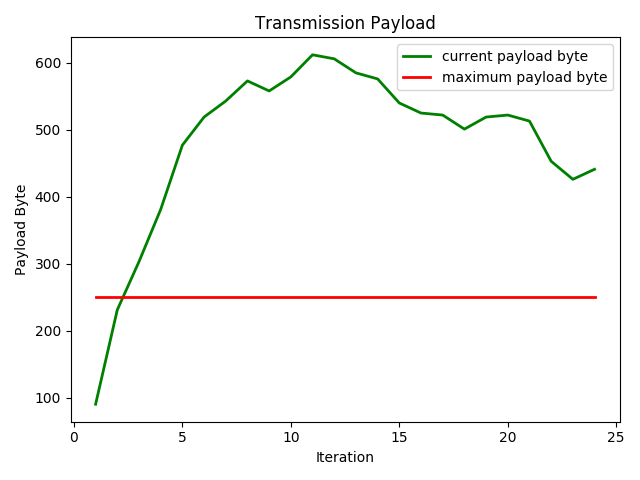 Transmission Payload
current payload byte
maximum payload byte
Payload Byte
600
500
400
300
200
100
0
5
10
15
20
25
Iteration